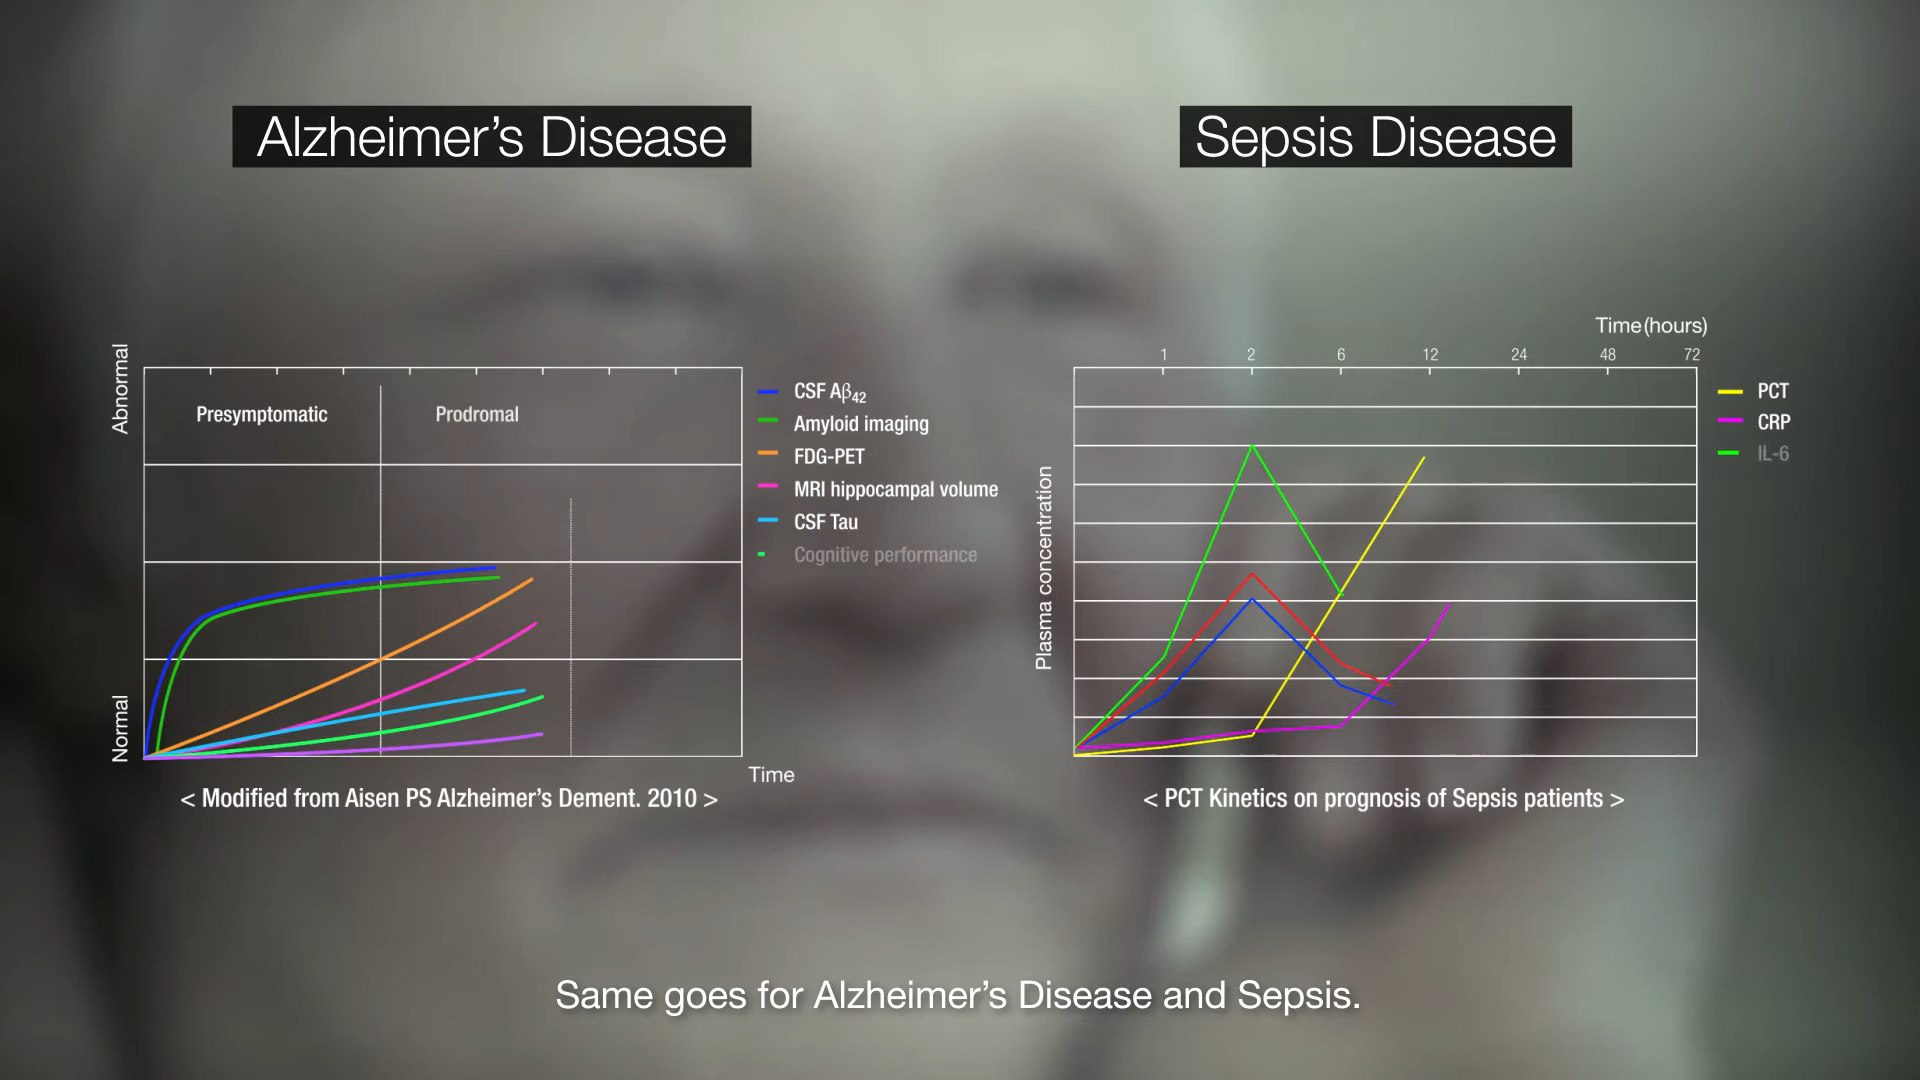 Alzheimer’s Disease
Abnormal
Normal
Presymptomatic
Prodromal
CSF Aβ₄₂
Amyloid imaging
FDG-PET
MRI hippocampal volume
CSF Tau
Cognitive performance
Time
< Modified from Aisen PS Alzheimer’s Dement. 2010 >
Sepsis Disease
Time(hours)
1 2 6 12 24 48 72
Plasma concentration
PCT
CRP
IL-6
< PCT Kinetics on prognosis of Sepsis patients >
Same goes for Alzheimer’s Disease and Sepsis.